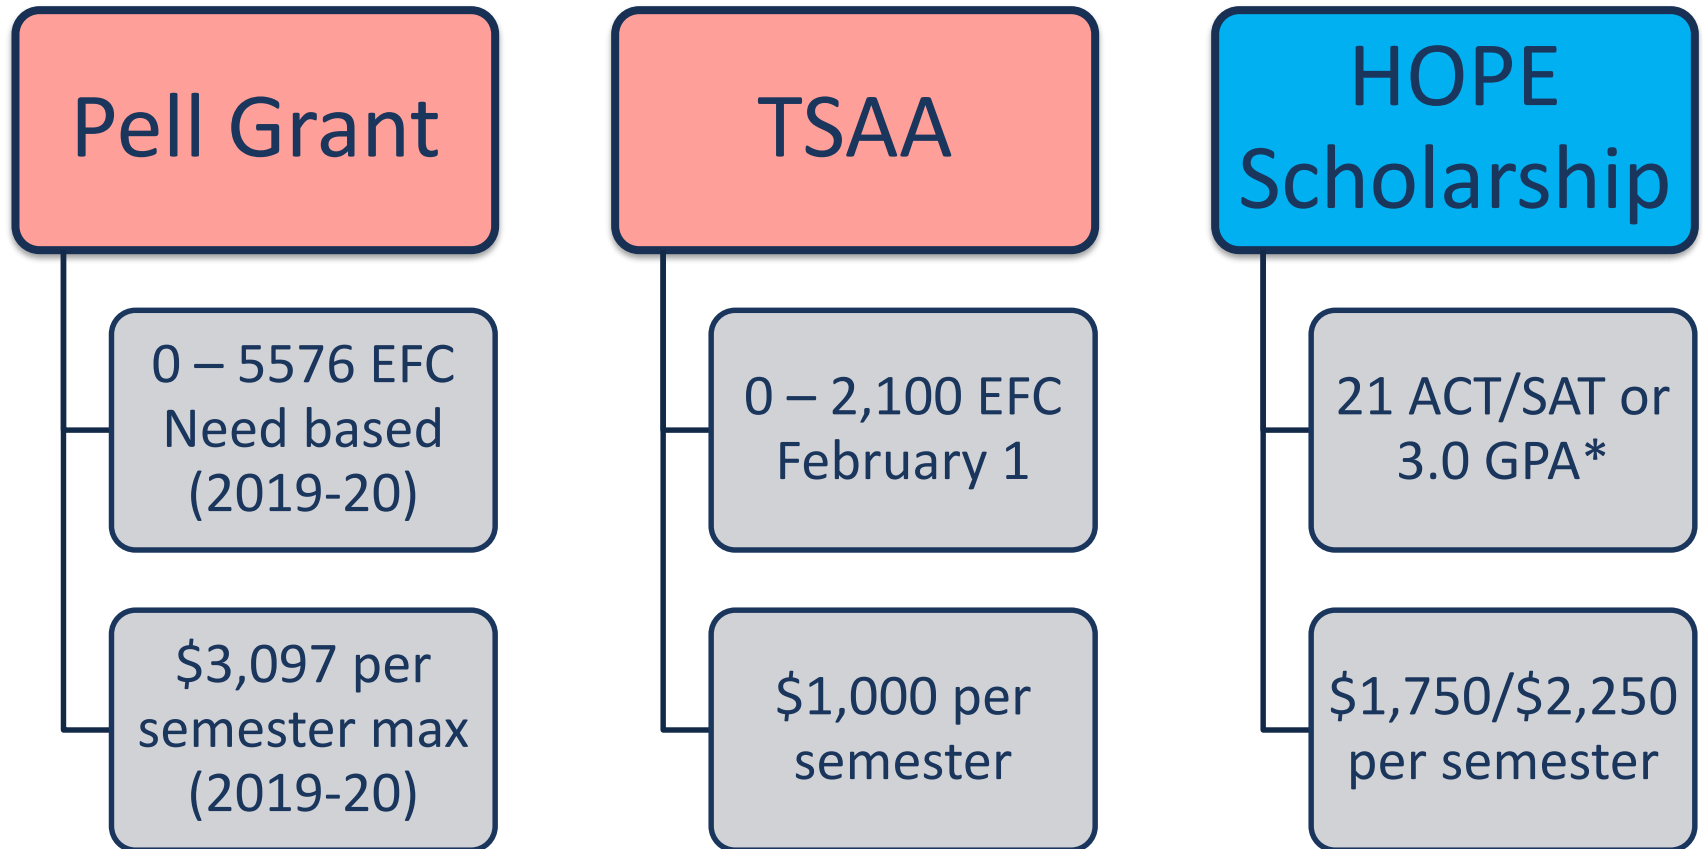 Pell Grant
0 – 5576 EFC
Need based
(2019-20)
$3,097 per
semester max
(2019-20)
TSAA
0 – 2,100 EFC
February 1
$1,000 per
semester
HOPE
Scholarship
21 ACT/SAT or
3.0 GPA*
$1,750/$2,250
per semester